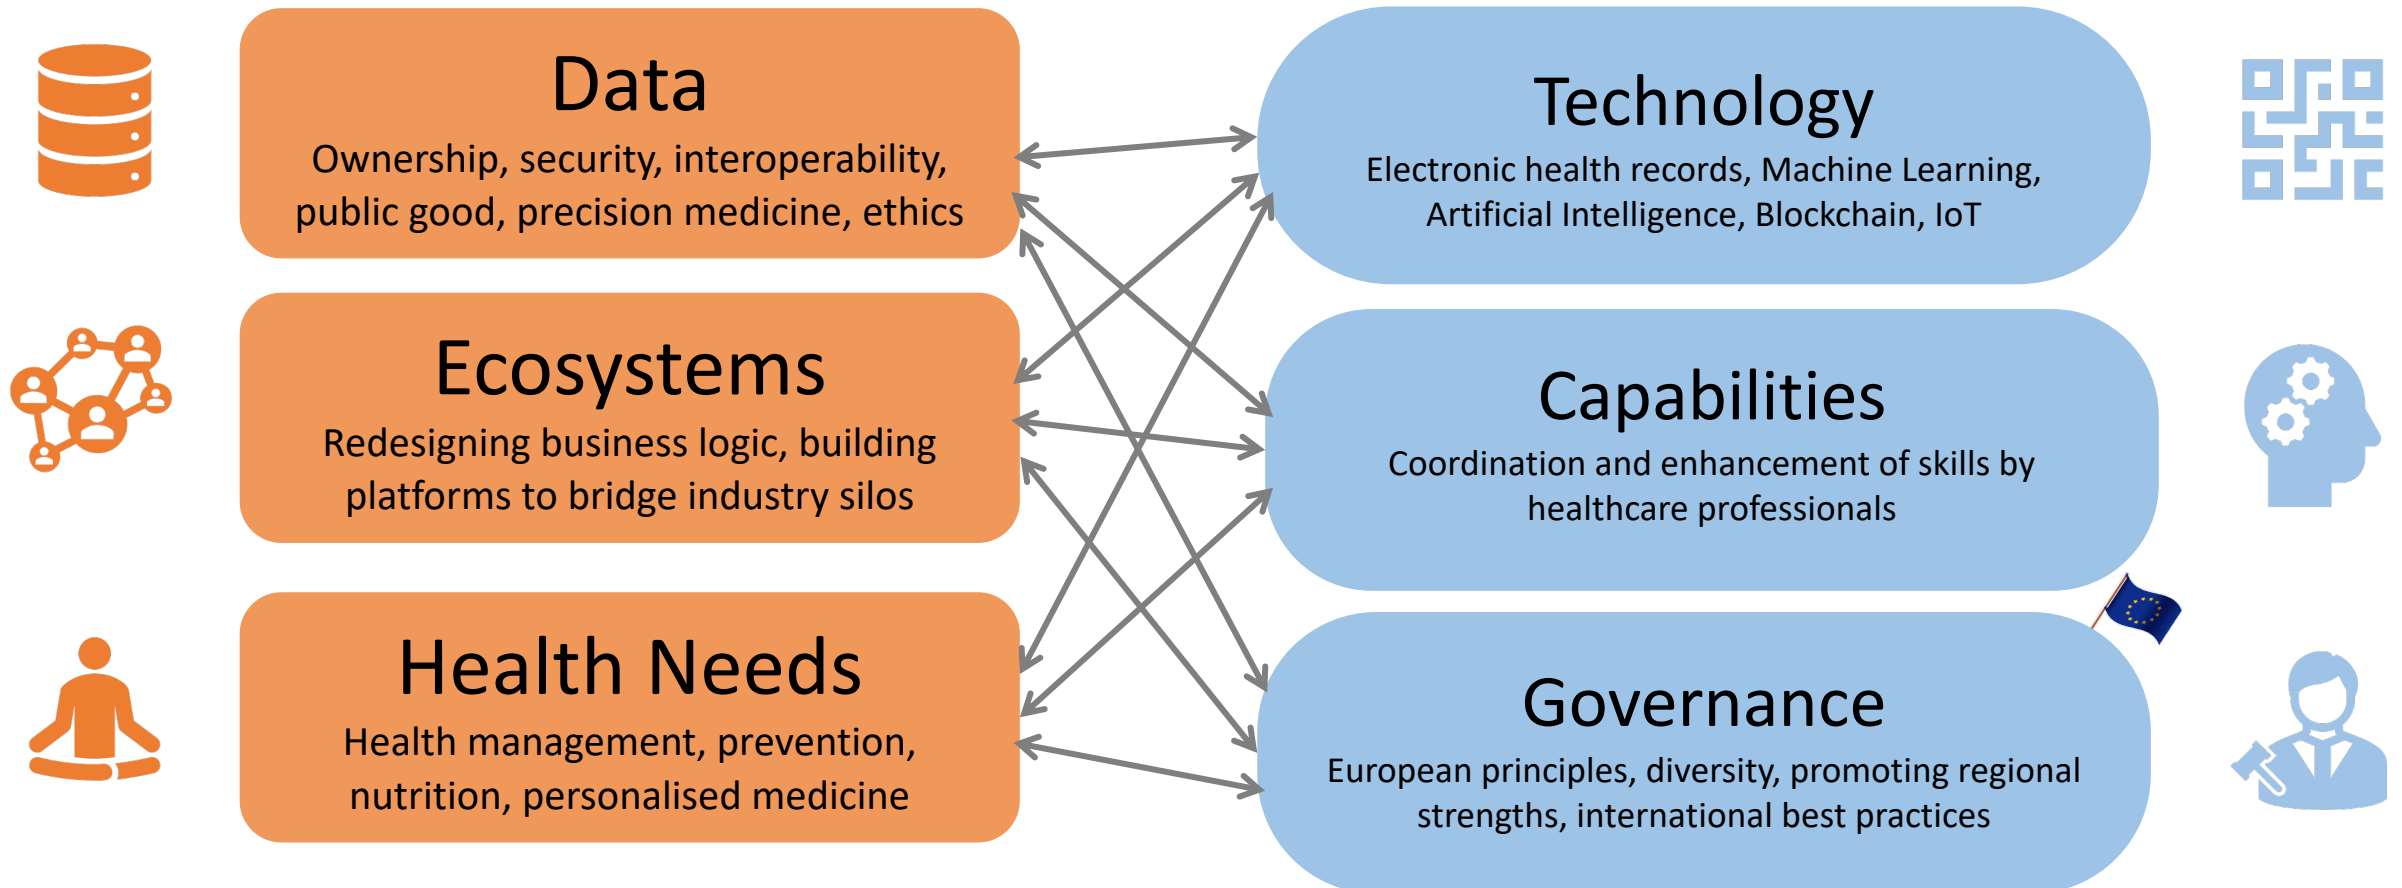 Data
Ownership, security, interoperability,
public good, precision medicine, ethics
Ecosystems
Redesigning business logic, building
platforms to bridge industry silos
Health Needs
Health management, prevention,
nutrition, personalised medicine
Technology
Electronic health records, Machine Learning,
Artificial Intelligence, Blockchain, IoT
Capabilities
Coordination and enhancement of skills by
healthcare professionals
Governance
European principles, diversity, promoting regional
strengths, international best practices